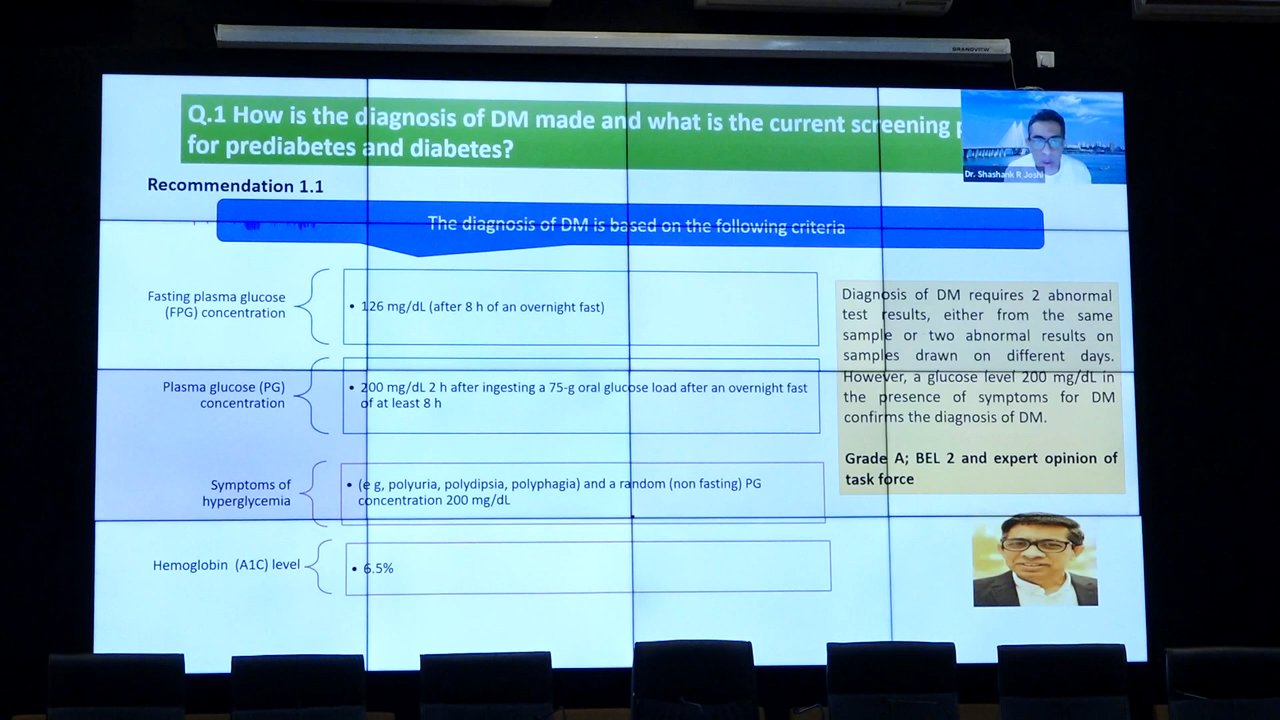 GRANDVIEW
Q.1 How is the diagnosis of DM made and what is the current screening
for prediabetes and diabetes?
Dr. Shashank R Joshi
Recommendation 1.1
The diagnosis of DM is based on the following criteria
Fasting plasma glucose
(FPG) concentration
• 126 mg/dL (after 8 h of an overnight fast)
Plasma glucose (PG)
concentration
• 200 mg/dL 2 h after ingesting a 75-g oral glucose load after an overnight fast
of at least 8 h
Symptoms of
hyperglycemia
• (e g, polyuria, polydipsia, polyphagia) and a random (non fasting) PG
concentration 200 mg/dL
Hemoglobin (A1C) level
• 6.5%
Diagnosis of DM requires 2 abnormal
test results, either from the same
sample or two abnormal results on
samples drawn on different days.
However, a glucose level 200 mg/dL in
the presence of symptoms for DM
confirms the diagnosis of DM.
Grade A; BEL 2 and expert opinion of
task force